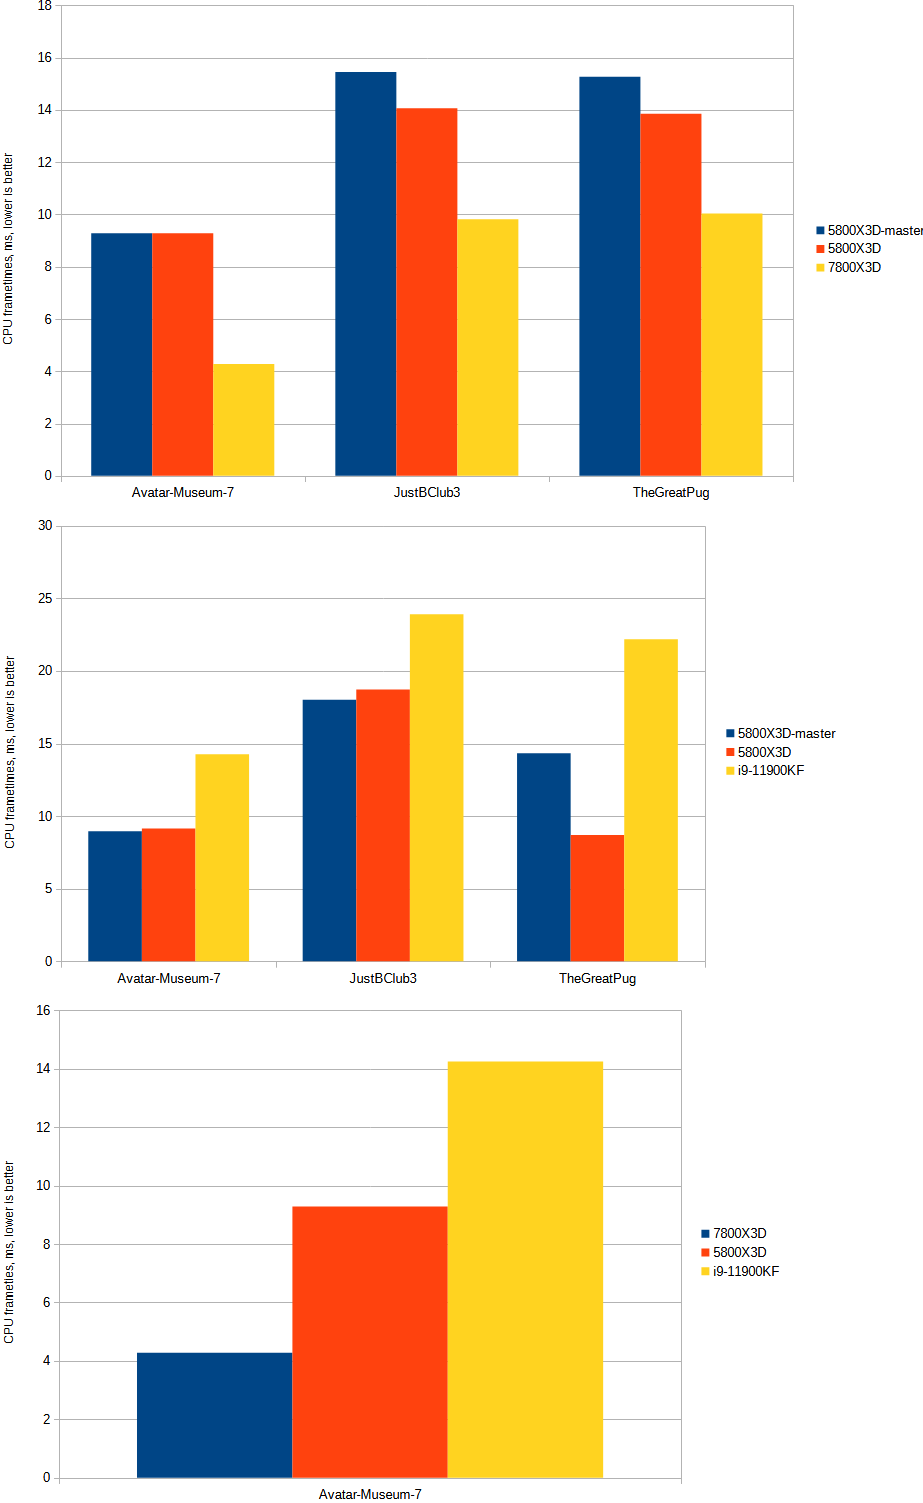 18
16
14
12
10
8
6
4
2
0
CPU frametimes, ms, lower is better
Avatar-Museum-7
JustBClub3
TheGreatPug
5800X3D-master
5800X3D
7800X3D
30
25
20
15
10
5
0
CPU frametimes, ms, lower is better
Avatar-Museum-7
JustBClub3
TheGreatPug
5800X3D-master
5800X3D
i9-11900KF
16
14
12
10
8
6
4
2
0
CPU frameties, ms, lower is better
Avatar-Museum-7
7800X3D
5800X3D
i9-11900KF